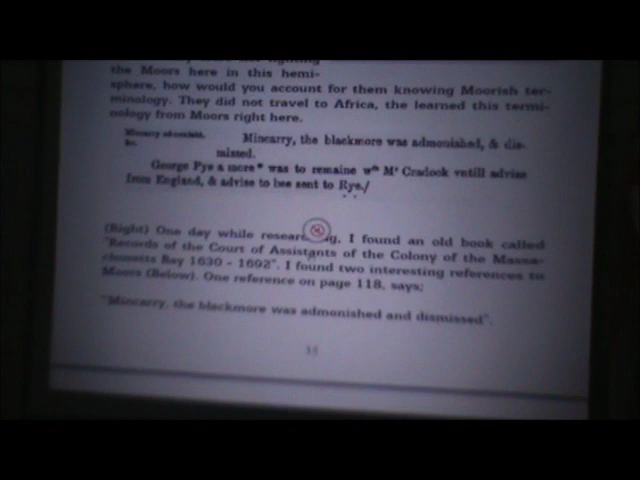 the Moors here in this hemi-
sphere, how would you account for them knowing Moorish ter-
minology. They did not travel to Africa, the learned this termi-
nology from Moors right here.
Mincarry admonisht.
&c.
Mincarry, the blackmore was admonished, & dis-
missed.
George Pye a more * was to remaine wth Mr Cradock vntill advise
from England, & advise to bee sent to Rye./
(Right) One day while researching, I found an old book called
"Records of the Court of Assistants of the Colony of the Massa-
chusetts Bay 1630 - 1692". I found two interesting references to
Moors (Below). One reference on page 118, says;
"Mincarry, the blackmore was admonished and dismissed".